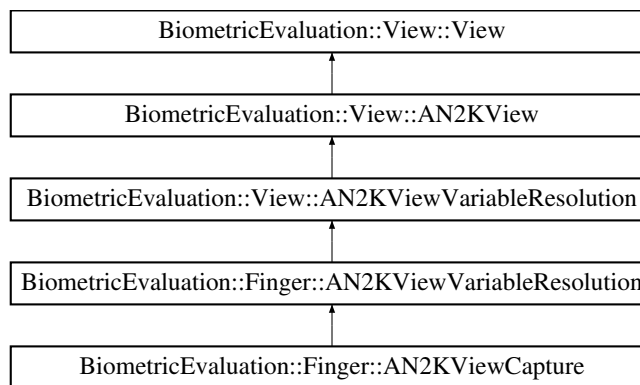 BiometricEvaluation::View::View
BiometricEvaluation::View::AN2KView
BiometricEvaluation::View::AN2KViewVariableResolution
BiometricEvaluation::Finger::AN2KViewVariableResolution
BiometricEvaluation::Finger::AN2KViewCapture